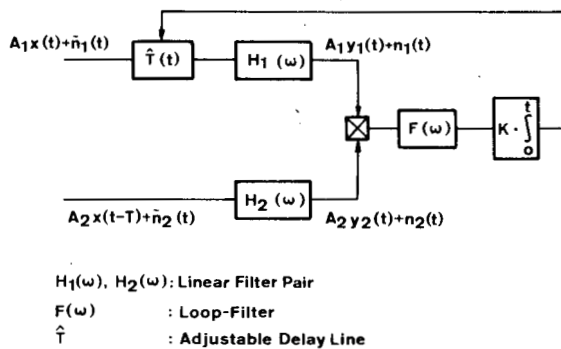 A₁x(t)+ñ₁(t)
T̂(t)
H₁(ω)
A₁y₁(t)+n₁(t)
F(ω)
K·∫₀ᵗ
A₂x(t-T)+ñ₂(t)
H₂(ω)
A₂y₂(t)+n₂(t)
H₁(ω), H₂(ω): Linear Filter Pair
F(ω) : Loop-Filter
T̂ : Adjustable Delay Line